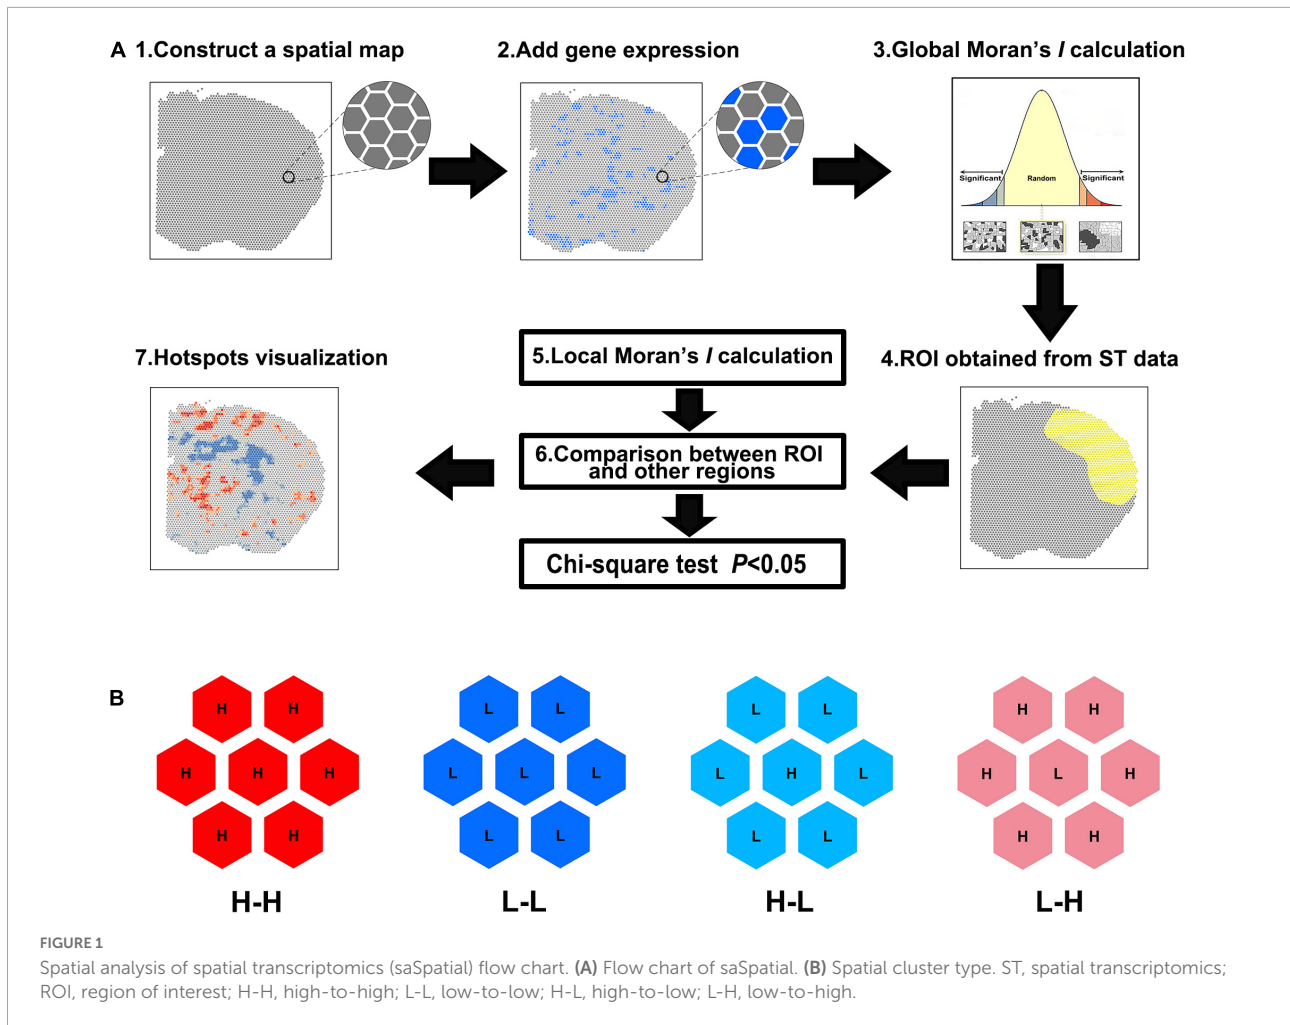 A 1.Construct a spatial map
2.Add gene expression
3.Global Moran's I calculation
Significant
Random
Significant
4.ROI obtained from ST data
5.Local Moran's I calculation
6.Comparison between ROI
and other regions
Chi-square test P<0.05
7.Hotspots visualization
B
H H
H H H
H H
H-H
L L
L L L
L L
L-L
L L
L H L
L L
H-L
H H
H L H
H H
L-H
FIGURE 1
Spatial analysis of spatial transcriptomics (saSpatial) flow chart. (A) Flow chart of saSpatial. (B) Spatial cluster type. ST, spatial transcriptomics;
ROI, region of interest; H-H, high-to-high; L-L, low-to-low; H-L, high-to-low; L-H, low-to-high.